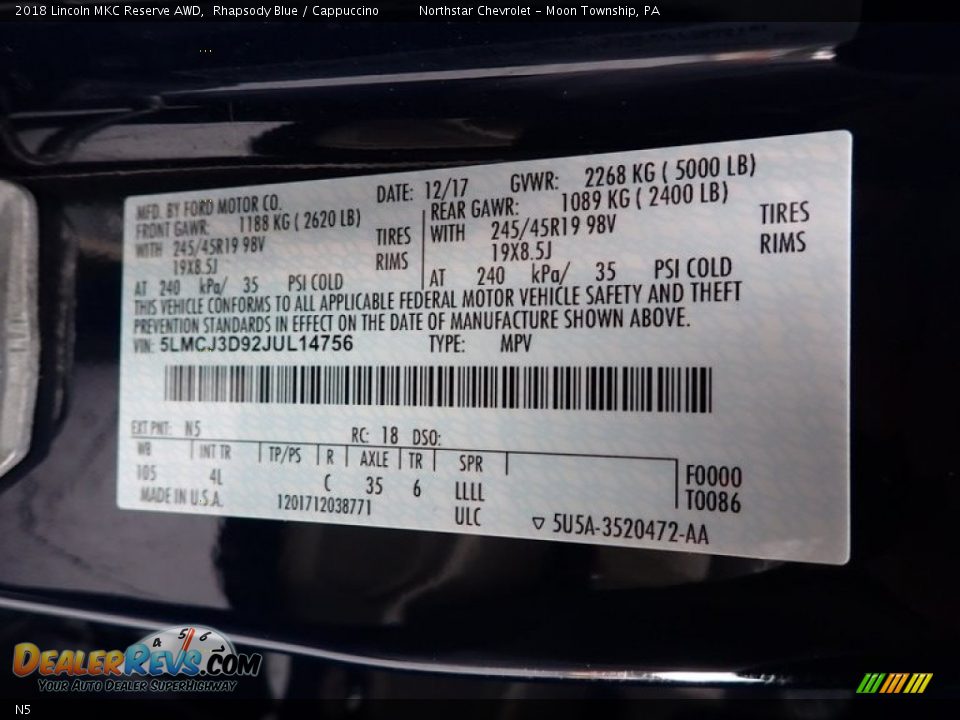 2018 Lincoln MKC Reserve AWD, Rhapsody Blue / Cappuccino Northstar Chevrolet - Moon Township, PA
MFD. BY FORD MOTOR CO. DATE: 12/17 GVWR: 2268 KG ( 5000 LB)
FRONT GAWR: 1188 KG ( 2620 LB) REAR GAWR: 1089 KG ( 2400 LB)
WITH 245/45R19 98V TIRES WITH 245/45R19 98V TIRES
19X8.5J RIMS 19X8.5J RIMS
AT 240 kPa/ 35 PSI COLD AT 240 kPa/ 35 PSI COLD
THIS VEHICLE CONFORMS TO ALL APPLICABLE FEDERAL MOTOR VEHICLE SAFETY AND THEFT
PREVENTION STANDARDS IN EFFECT ON THE DATE OF MANUFACTURE SHOWN ABOVE.
VIN: 5LMCJ3D92JUL14756 TYPE: MPV
EXT PNT: N5 RC: 18 DSO:
WB INT TR TP/PS R AXLE TR SPR
105 4L C 35 6 LLLL F0000
MADE IN U.S.A. 1201712038771 ULC T0086
▽ 5U5A-3520472-AA
4 5 6
DEALERREVS.COM
YOUR AUTO DEALER SUPERHIGHWAY
N5